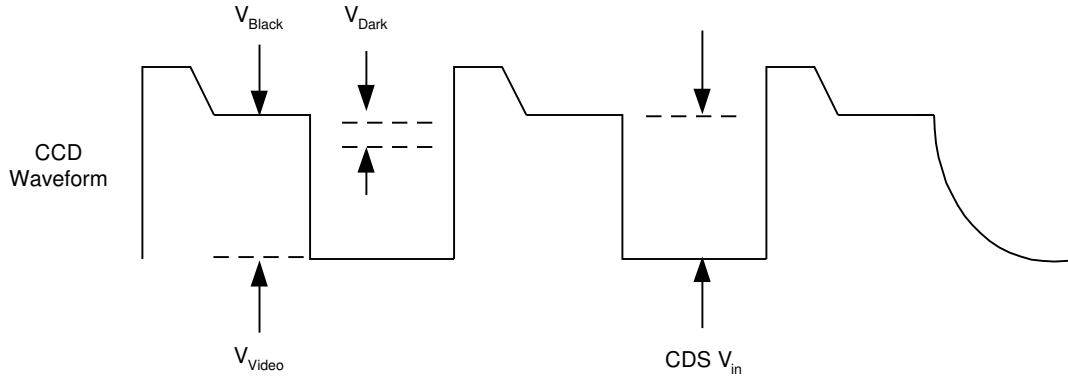 V_Black
V_Dark
CCD
Waveform
V_Video
CDS V_in